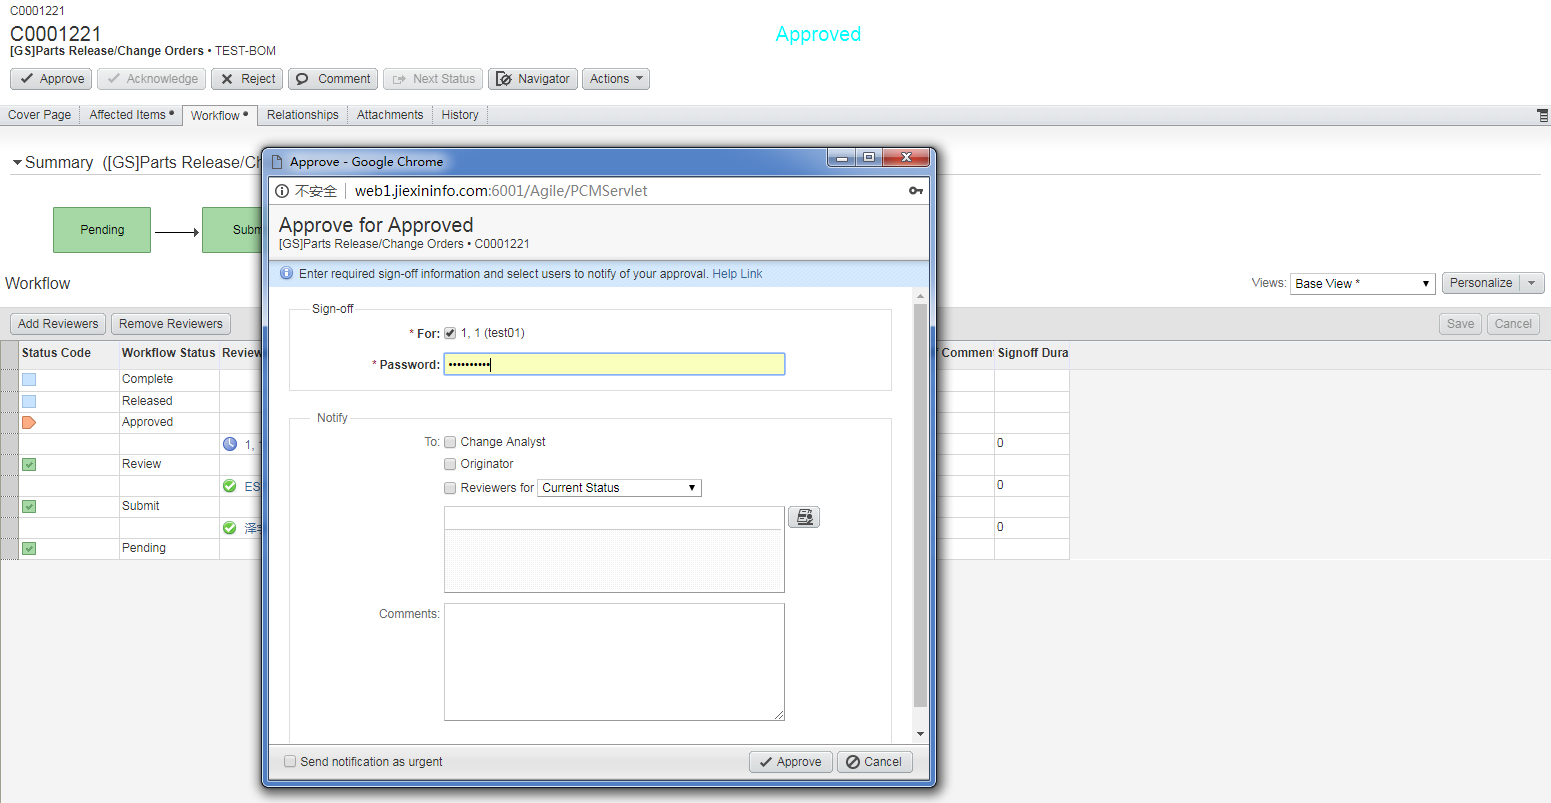 C0001221
C0001221
Approved
[GS]Parts Release/Change Orders • TEST-BOM
Approve Acknowledge Reject Comment Next Status Navigator Actions
Cover Page Affected Items • Workflow • Relationships Attachments History
Summary ([GS]Parts Release/Ch
Pending
Subm
Workflow
Views: Base View * Personalize
Add Reviewers Remove Reviewers Save Cancel
Status Code Workflow Status Review Comment Signoff Dura
Complete
Released
Approved
1, 0
Review
ES 0
Submit
0
Pending
Approve - Google Chrome
不安全 web1.jiexininfo.com:6001/Agile/PCMServlet
Approve for Approved
[GS]Parts Release/Change Orders • C0001221
Enter required sign-off information and select users to notify of your approval. Help Link
Sign-off
* For: 1, 1 (test01)
* Password: ••••••••••
Notify
To: Change Analyst
Originator
Reviewers for Current Status
Comments:
Send notification as urgent Approve Cancel